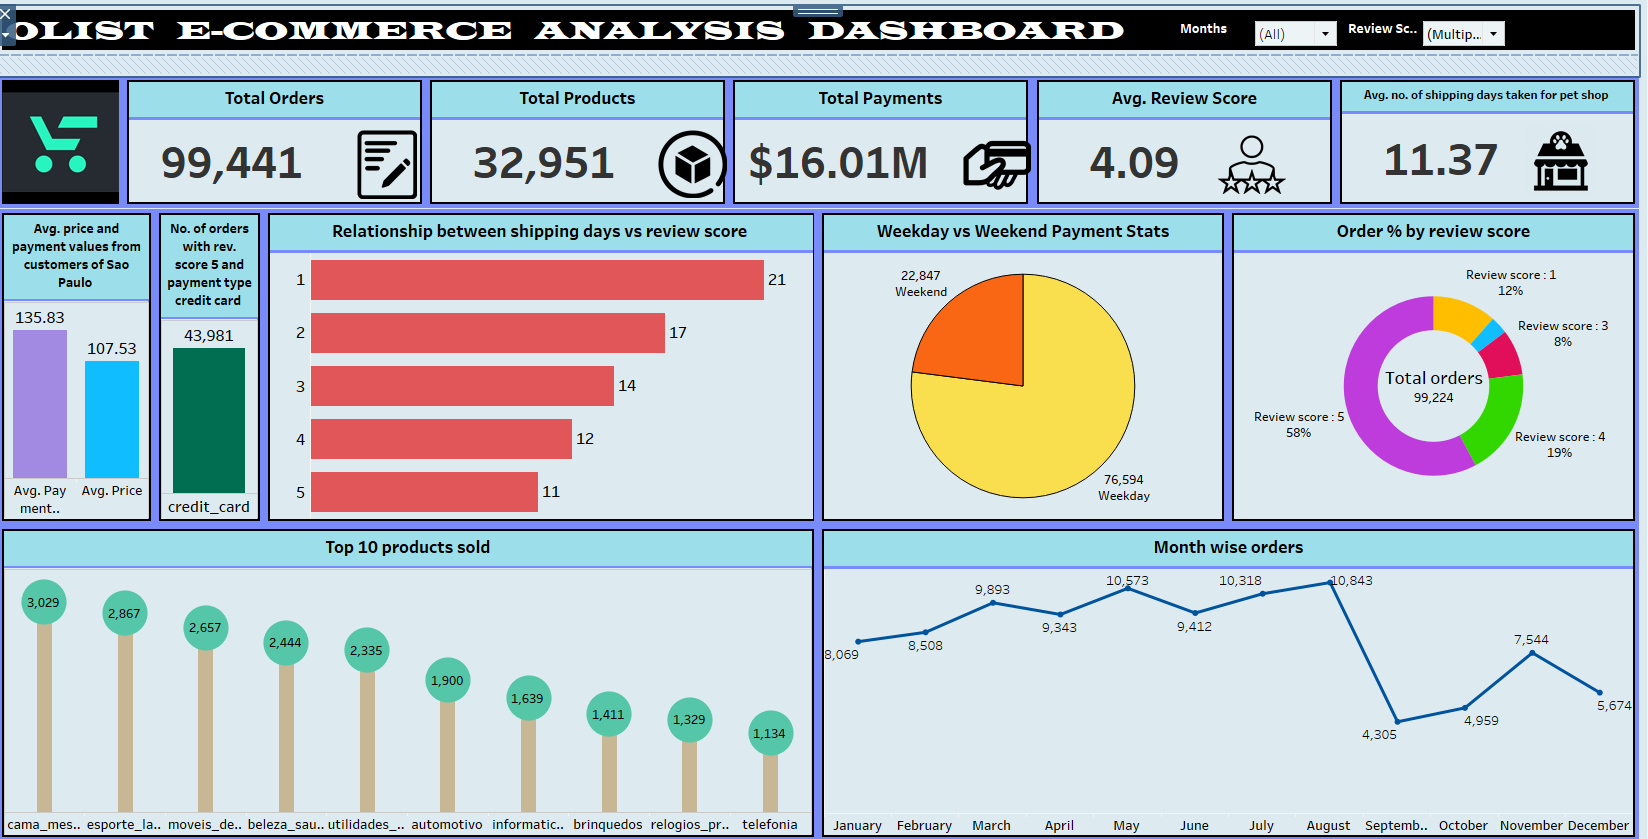 OLIST E-COMMERCE ANALYSIS DASHBOARD
Months
(All)
Review Sc..
(Multip...
Total Orders
99,441
Total Products
32,951
Total Payments
$16.01M
Avg. Review Score
4.09
Avg. no. of shipping days taken for pet shop
11.37
Avg. price and
payment values from
customers of Sao
Paulo
135.83
107.53
Avg. Pay
ment..
Avg. Price
No. of orders
with rev.
score 5 and
payment type
credit card
43,981
credit_card
Relationship between shipping days vs review score
1 21
2 17
3 14
4 12
5 11
Weekday vs Weekend Payment Stats
22,847
Weekend
76,594
Weekday
Order % by review score
Review score : 1
12%
Review score : 3
8%
Total orders
99,224
Review score : 5
58%
Review score : 4
19%
Top 10 products sold
3,029
2,867
2,657
2,444
2,335
1,900
1,639
1,411
1,329
1,134
cama_mes.. esporte_la.. moveis_de.. beleza_sau.. utilidades_.. automotivo informatic.. brinquedos relogios_pr.. telefonia
Month wise orders
8,069
8,508
9,893
9,343
10,573
9,412
10,318
10,843
4,305
4,959
7,544
5,674
January February March April May June July August Septemb.. October November December